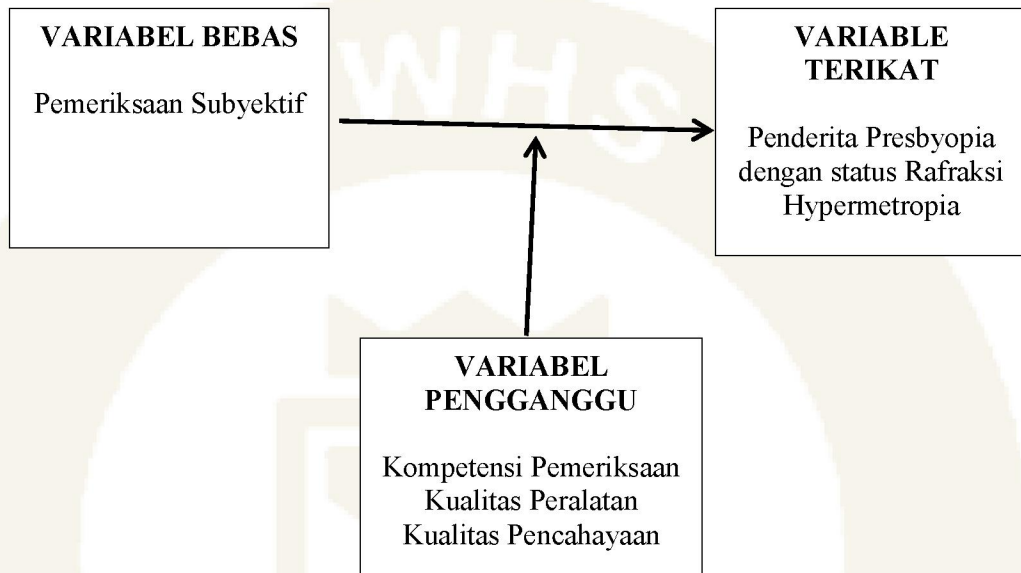 VARIABEL BEBAS
Pemeriksaan Subyektif
VARIABLE
TERIKAT
Penderita Presbyopia
dengan status Rafraksi
Hypermetropia
WHS
VARIABEL
PENGGANGGU
Kompetensi Pemeriksaan
Kualitas Peralatan
Kualitas Pencahayaan